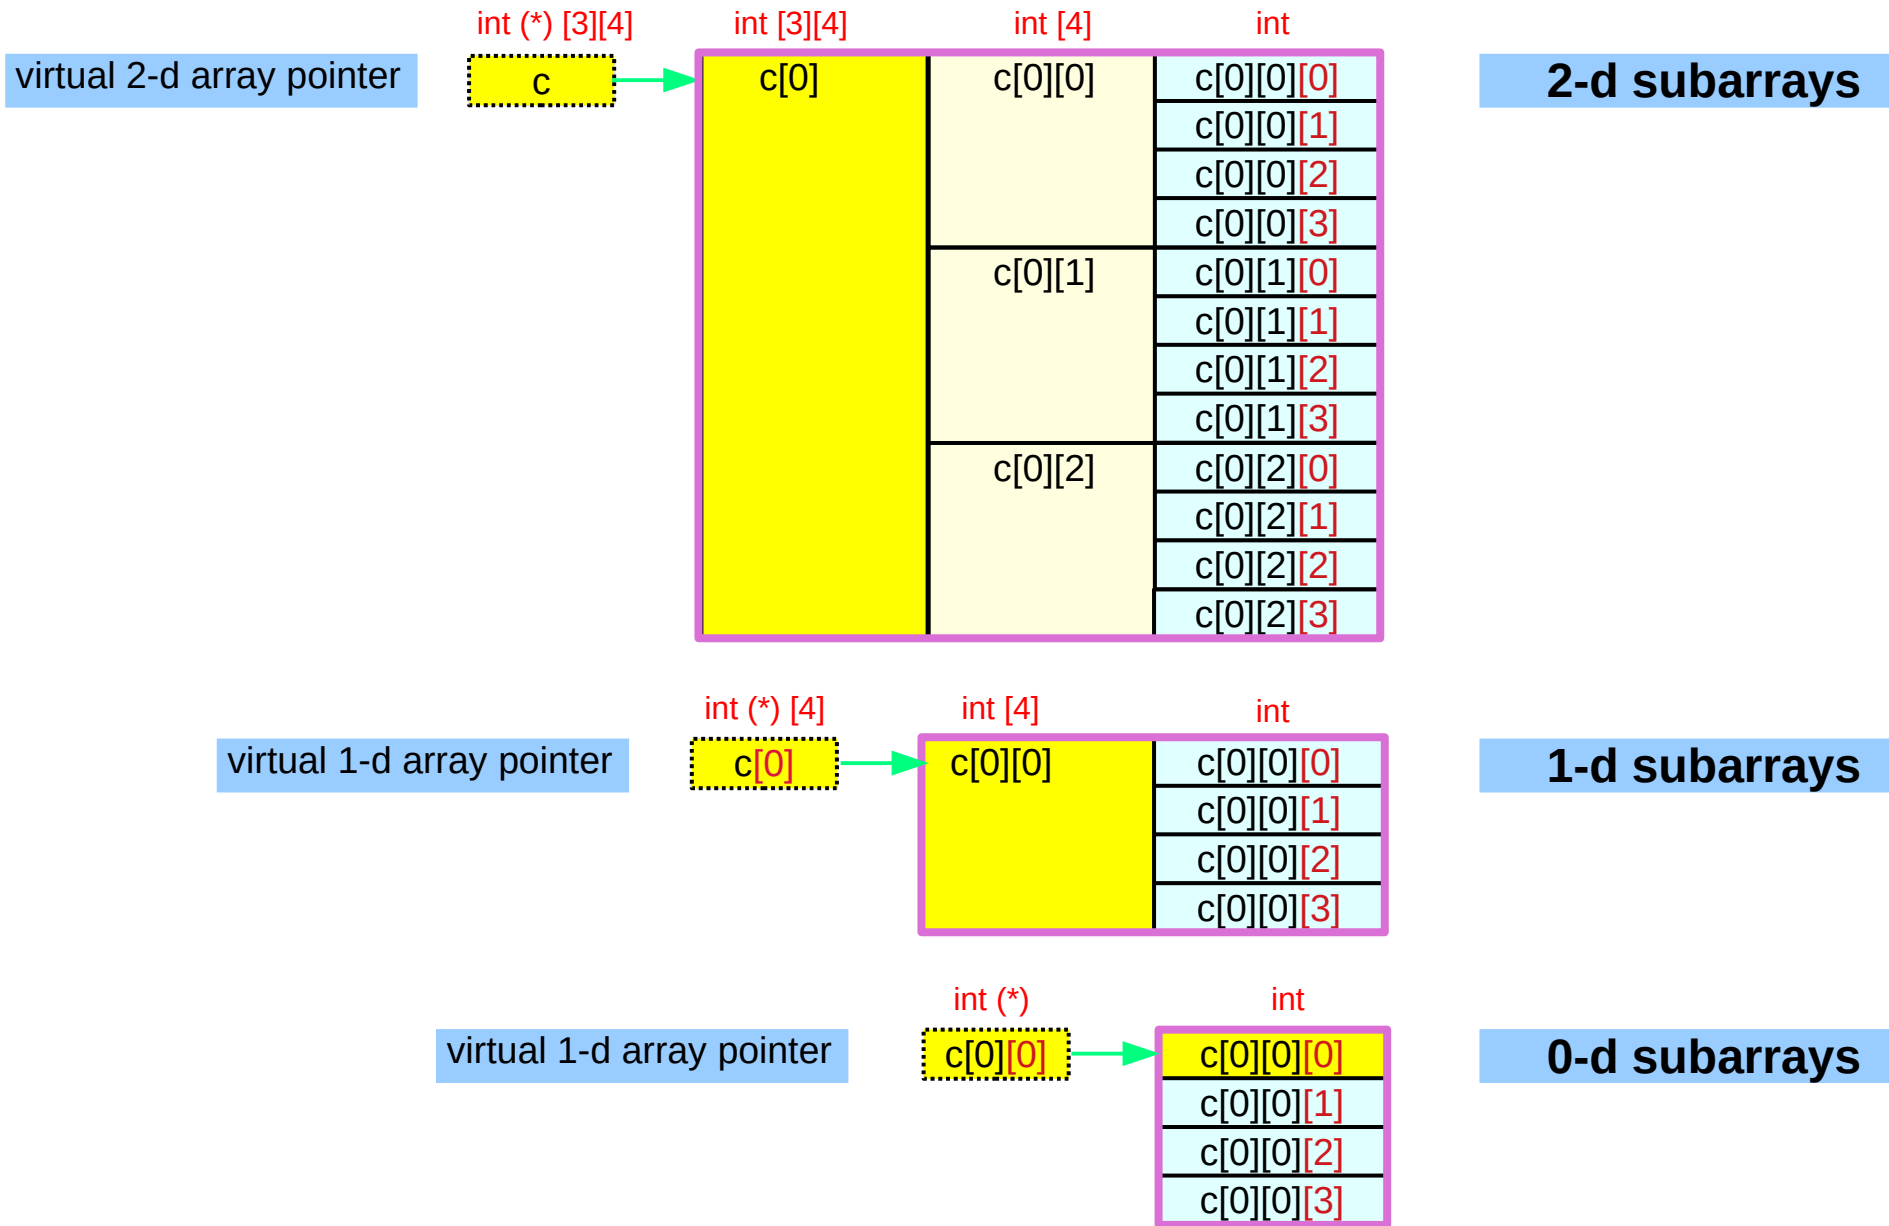 int (*) [3][4] int [3][4] int [4] int
virtual 2-d array pointer c c[0] c[0][0] c[0][0][0] 2-d subarrays
c[0][0][1]
c[0][0][2]
c[0][0][3]
c[0][1] c[0][1][0]
c[0][1][1]
c[0][1][2]
c[0][1][3]
c[0][2] c[0][2][0]
c[0][2][1]
c[0][2][2]
c[0][2][3]
int (*) [4] int [4] int
virtual 1-d array pointer c[0] c[0][0] c[0][0][0] 1-d subarrays
c[0][0][1]
c[0][0][2]
c[0][0][3]
int (*) int
virtual 1-d array pointer c[0][0] c[0][0][0] 0-d subarrays
c[0][0][1]
c[0][0][2]
c[0][0][3]